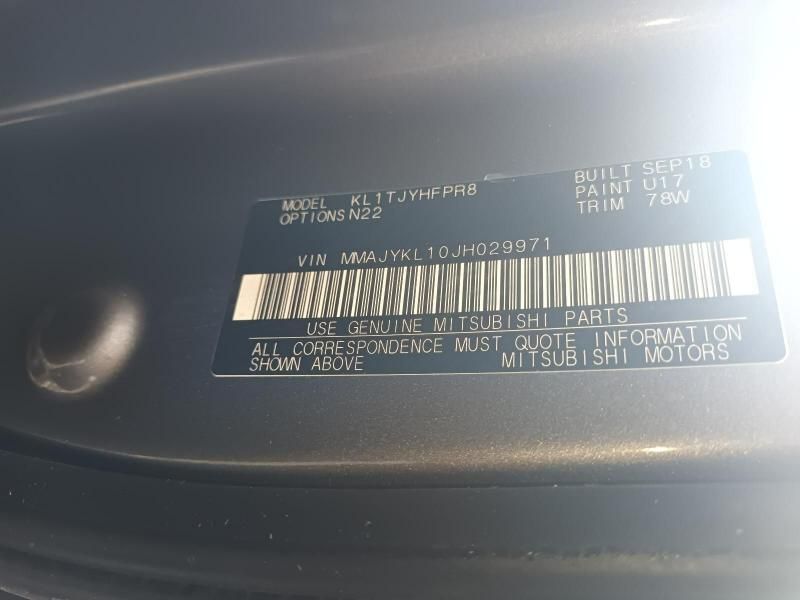 MODEL KL1TJYHFPR8 BUILT SEP18
OPTIONS N22 PAINT U17
TRIM 78W
VIN MMAJYKL10JH029971
USE GENUINE MITSUBISHI PARTS
ALL CORRESPONDENCE MUST QUOTE INFORMATION
SHOWN ABOVE MITSUBISHI MOTORS